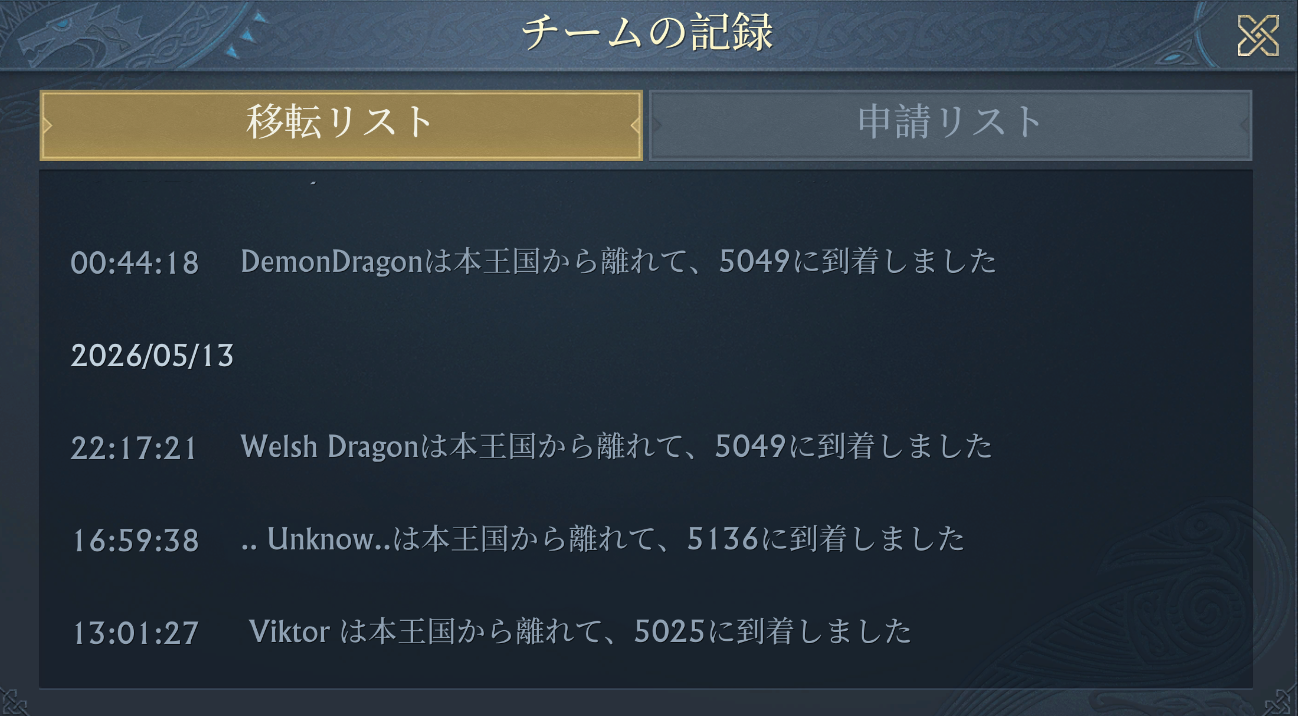 チームの記録
移転リスト
申請リスト
00:44:18 DemonDragonは本王国から離れて、5049に到着しました
2026/05/13
22:17:21 Welsh Dragonは本王国から離れて、5049に到着しました
16:59:38 .. Unknow..は本王国から離れて、5136に到着しました
13:01:27 Viktor は本王国から離れて、5025に到着しました